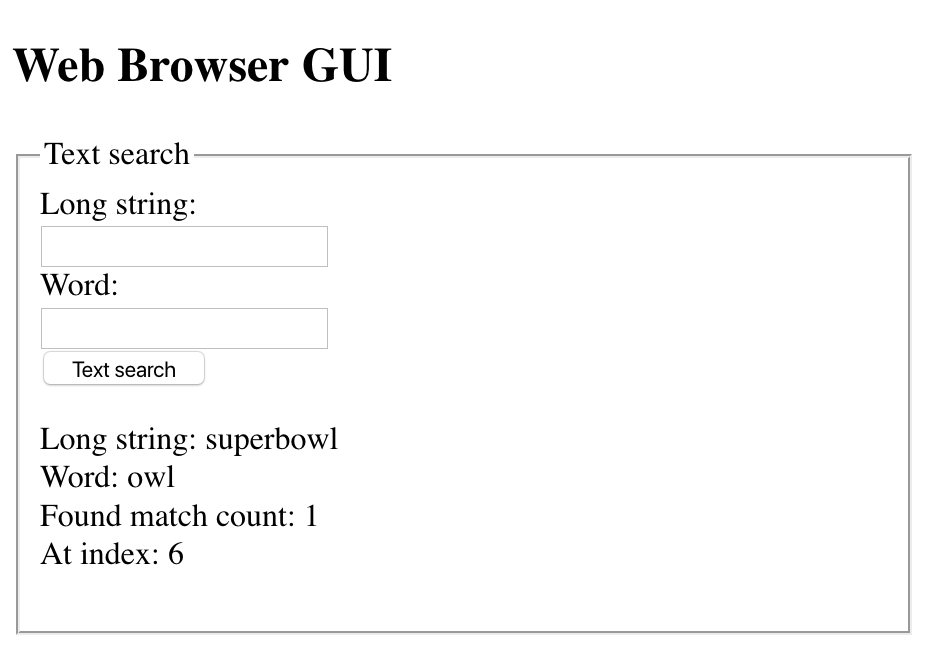 Web Browser GUI
Text search
Long string:
Word:
Text search
Long string: superbowl
Word: owl
Found match count: 1
At index: 6